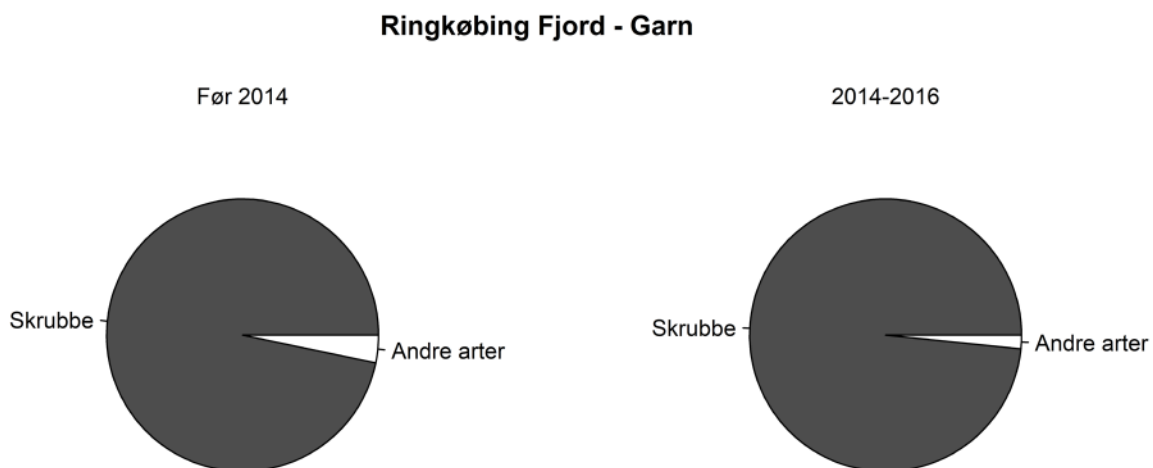 Ringkøbing Fjord - Garn
Før 2014
2014-2016
Skrubbe
Andre arter
Skrubbe
Andre arter